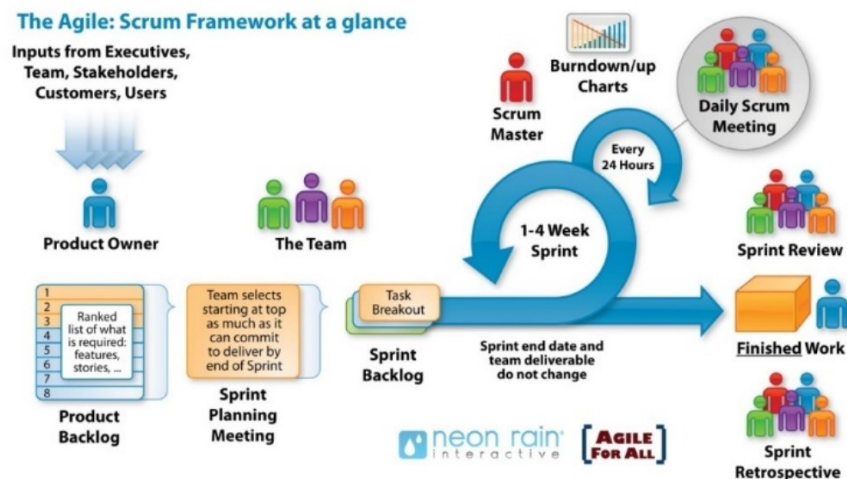 The Agile: Scrum Framework at a glance
Inputs from Executives,
Team, Stakeholders,
Customers, Users
Product Owner
The Team
Scrum
Master
Burndown/up
Charts
Daily Scrum
Meeting
Every
24 Hours
1-4 Week
Sprint
Sprint Review
1
2
3
4
5
6
7
8
Ranked
list of what
is required:
features,
stories, ...
Product
Backlog
Team selects
starting at top
as much as it
can commit
to deliver by
end of Sprint
Sprint
Planning
Meeting
Task
Breakout
Sprint
Backlog
Sprint end date and
team deliverable
do not change
Finished Work
Sprint
Retrospective
neon rain
interactive
AGILE
FOR ALL